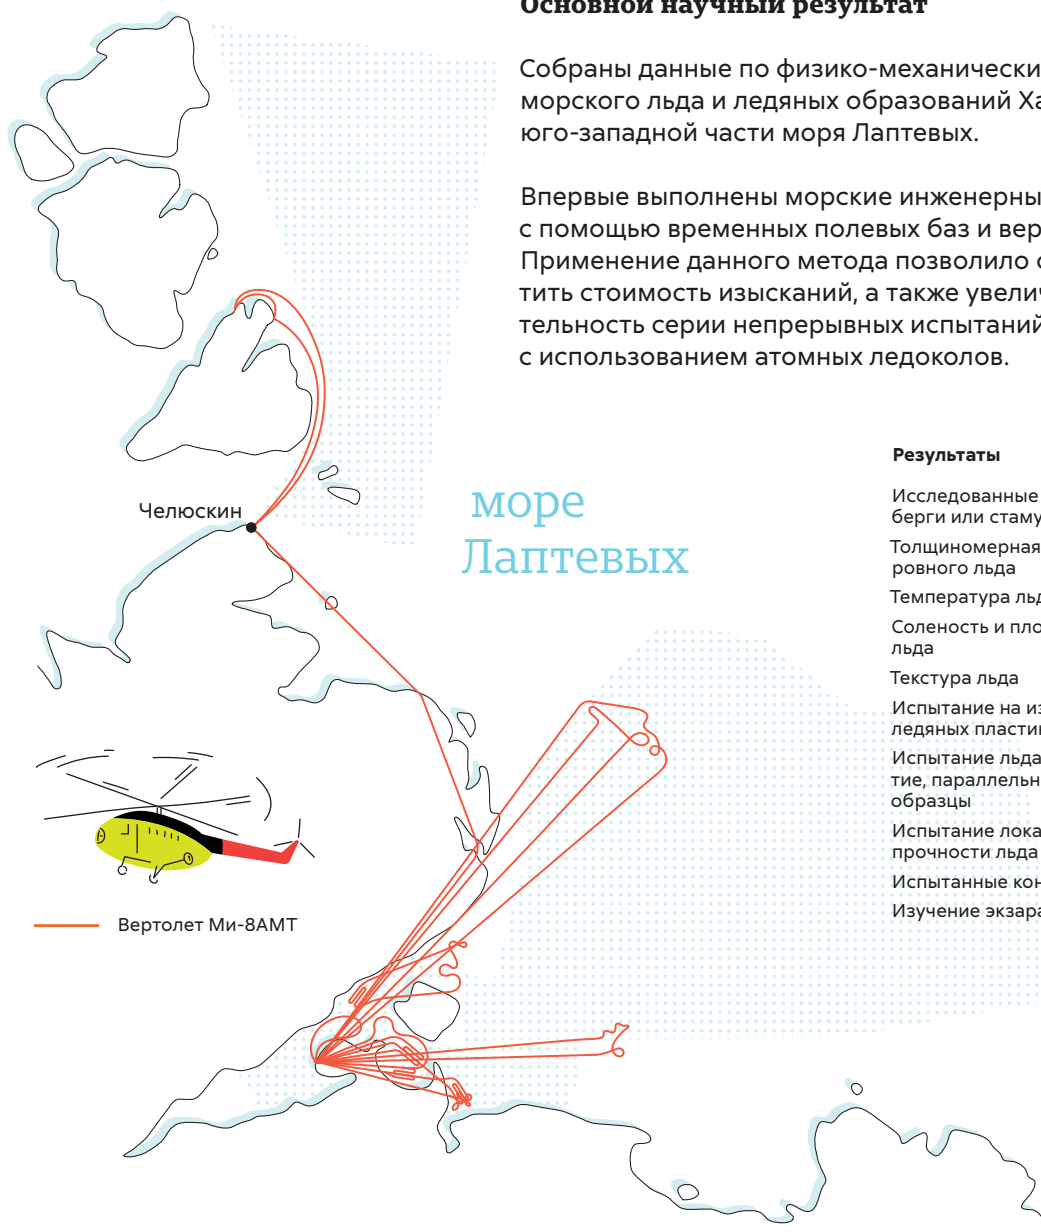 Основной научный результат
Собраны данные по физико-механически
морского льда и ледяных образований Ха
юго-западной части моря Лаптевых.
Впервые выполнены морские инженерны
с помощью временных полевых баз и вер
Применение данного метода позволило с
тить стоимость изысканий, а также увелич
тельность серии непрерывных испытаний
с использованием атомных ледоколов.
Челюскин
море
Лаптевых
Вертолет Ми-8АМТ
Результаты
Исследованные
берги или стаму
Толщиномерная
ровного льда
Температура льд
Соленость и пло
льда
Текстура льда
Испытание на из
ледяных пластин
Испытание льда
тие, параллельн
образцы
Испытание лока
прочности льда
Испытанные кон
Изучение экзара